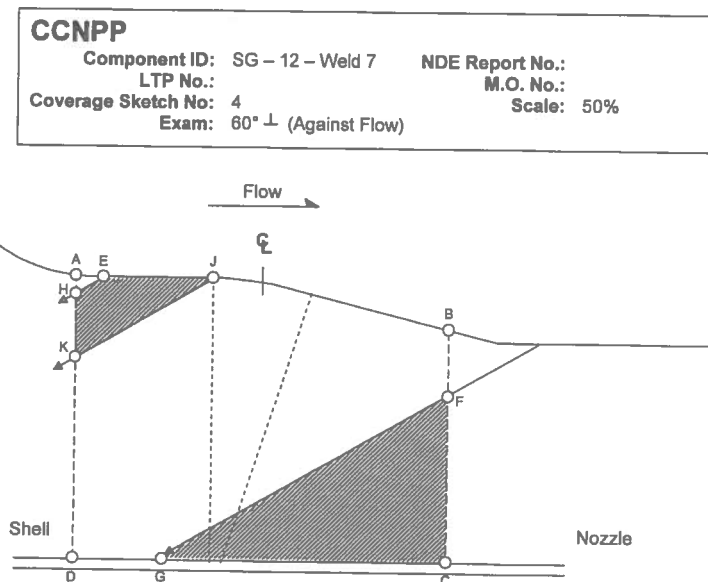 CCNPP
Component ID: SG – 12 – Weld 7 NDE Report No.:
LTP No.: M.O. No.:
Coverage Sketch No: 4 Scale: 50%
Exam: 60° ⊥ (Against Flow)
Flow
℄
A E J
H
B
K
F
Shell
Nozzle
D G C